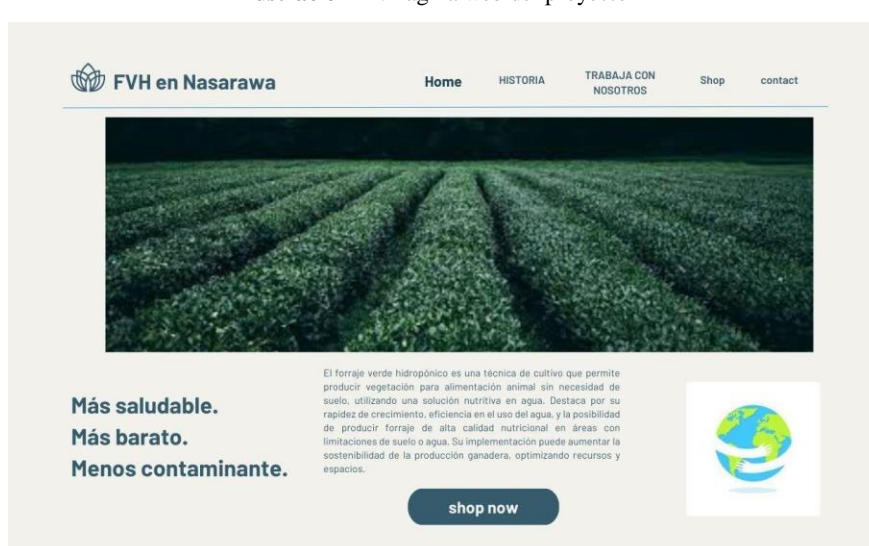 FVH en Nasarawa
Home
HISTORIA
TRABAJA CON
NOSOTROS
Shop
contact
Más saludable.
Más barato.
Menos contaminante.
El forraje verde hidropónico es una técnica de cultivo que permite
producir vegetación para alimentación animal sin necesidad de
suelo, utilizando una solución nutritiva en agua. Destaca por su
rapidez de crecimiento, eficiencia en el uso del agua, y la posibilidad
de producir forraje de alta calidad nutricional en áreas con
limitaciones de suelo o agua. Su implementación puede aumentar la
sostenibilidad de la producción ganadera, optimizando recursos y
espacios.
shop now